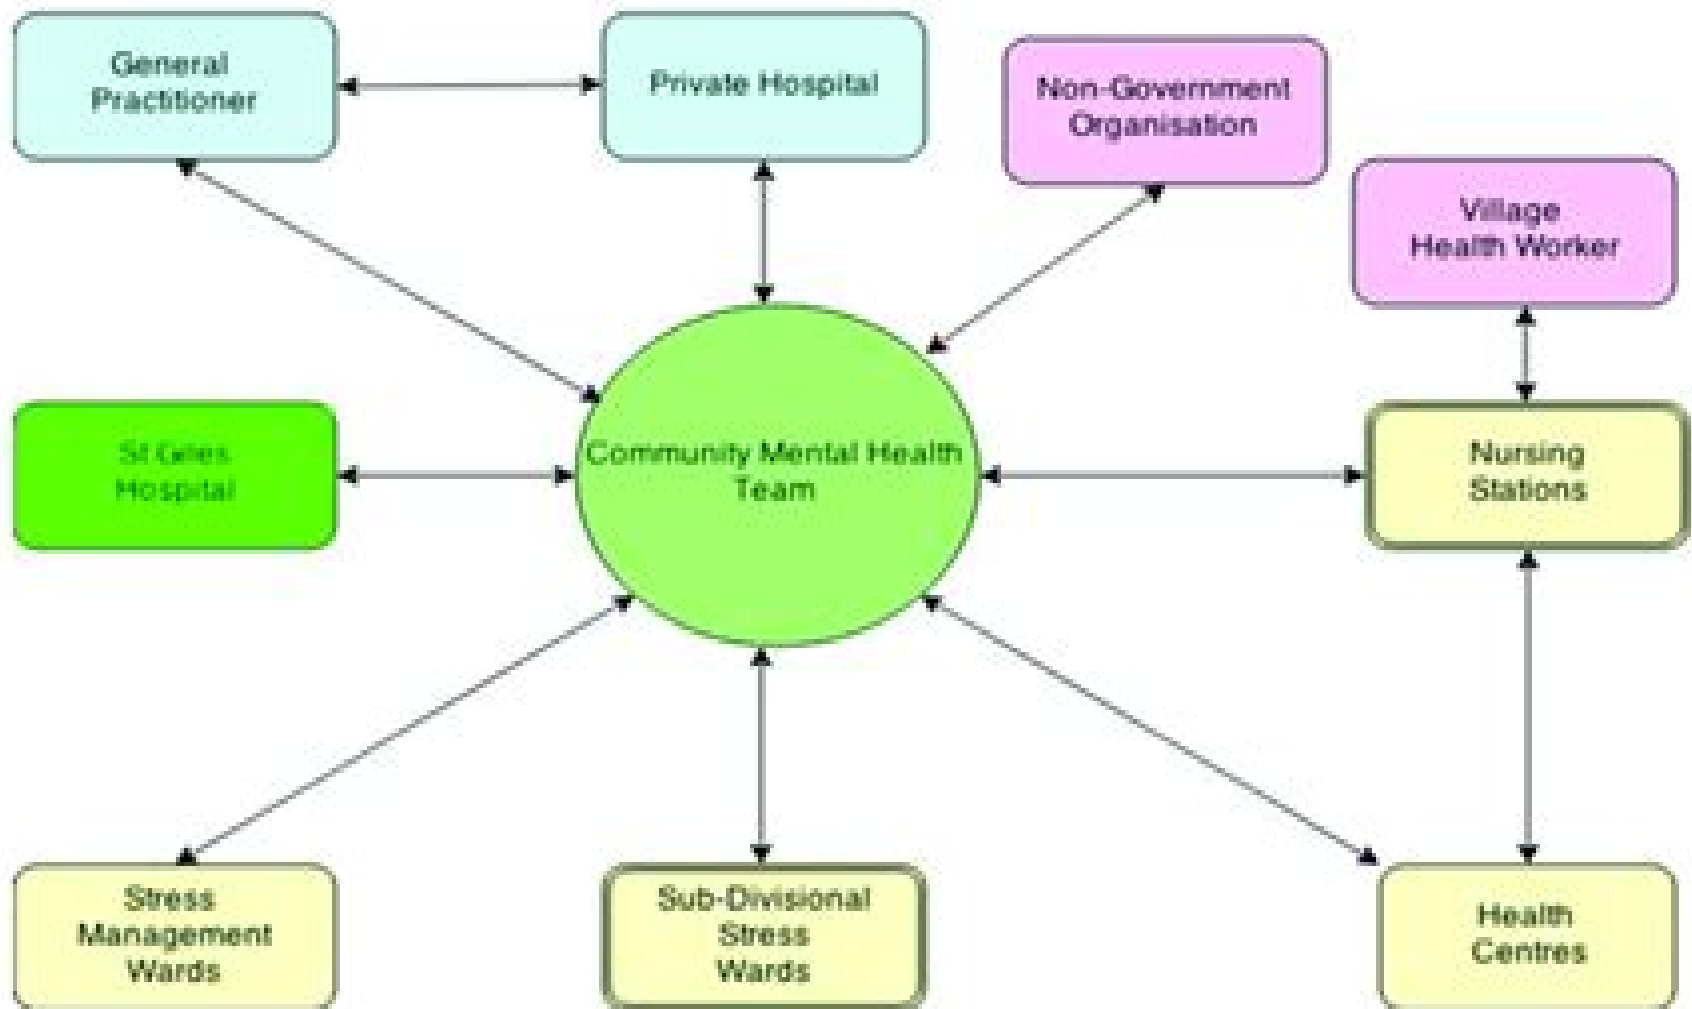 General
Practitioner
Private Hospital
Non-Government
Organisation
Village
Health Worker
St Giles
Hospital
Community Mental Health
Team
Nursing
Stations
Stress
Management
Wards
Sub-Divisional
Stress
Wards
Health
Centres